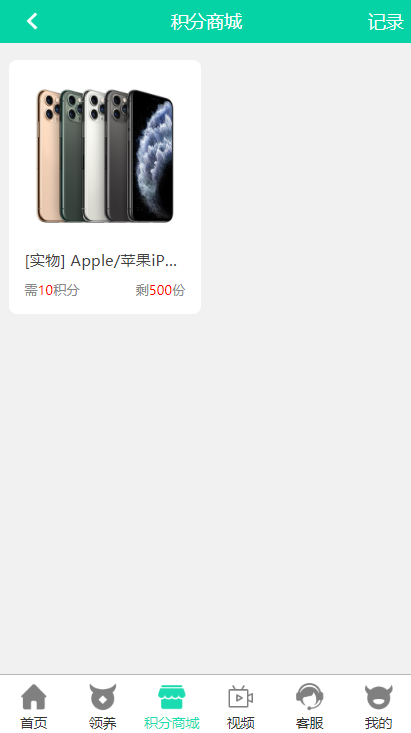 积分商城
记录
[实物] Apple/苹果iP...
需10积分
剩500份
首页
领养
积分商城
视频
客服
我的